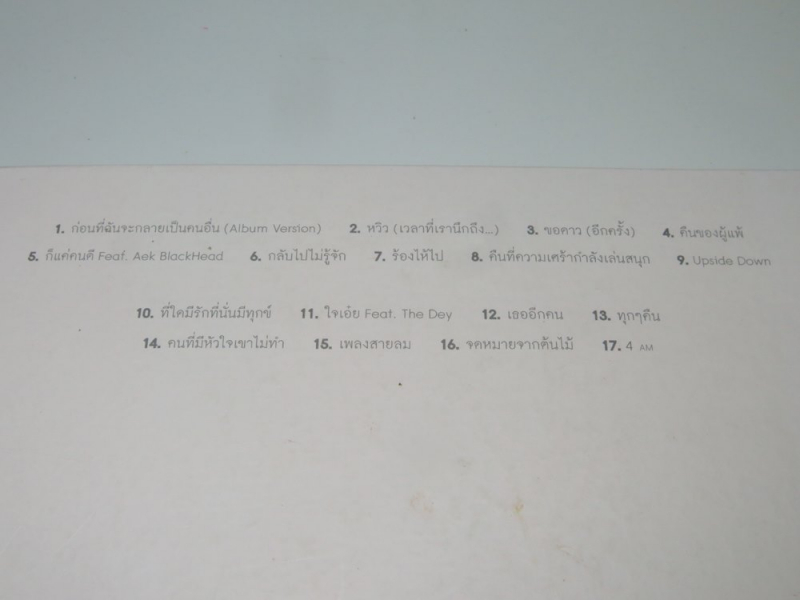 1. ก่อนที่ฉันจะกลายเป็นคนอื่น (Album Version) 2. หวิว (เวลาที่เรานึกถึง...) 3. ขอดาว (อีกครั้ง) 4. คืนของผู้แพ้
5. ก็แค่คนดี Feaf. Aek BlackHead 6. กลับไปไม่รู้จัก 7. ร้องไห้ไป 8. คืนที่ความเศร้ากำลังเล่นสนุก 9. Upside Down
10. ที่ใดมีรักที่นั่นมีทุกข์ 11. ใจเอ๋ย Feat. The Dey 12. เธออีกคน 13. ทุกๆคืน
14. คนที่มีหัวใจเขาไม่ทำ 15. เพลงสายลม 16. จดหมายจากต้นไม้ 17. 4 AM